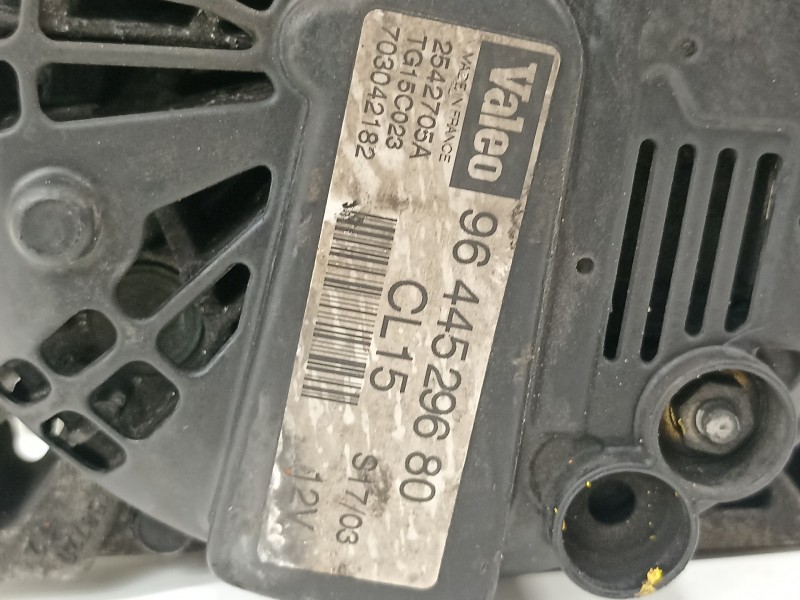 Valeo
MADE IN FRANCE
2542705A
TG15C023
703042182
96 445 296 80
CL15
S17/03
12V